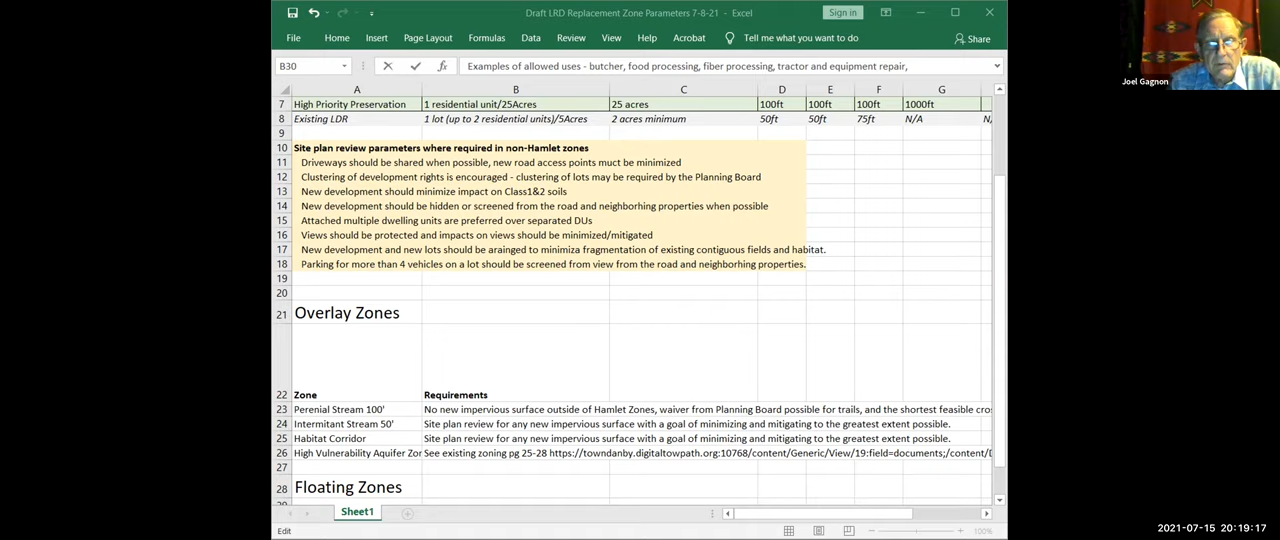 Draft LRD Replacement Zone Parameters 7-8-21 - Excel
Sign in
File Home Insert Page Layout Formulas Data Review View Help Acrobat Tell me what you want to do Share
B30 fx Examples of allowed uses - butcher, food processing, fiber processing, tractor and equipment repair,
A B C D E F G
7 High Priority Preservation 1 residential unit/25Acres 25 acres 100ft 100ft 100ft 1000ft
8 Existing LDR 1 lot (up to 2 residential units)/5Acres 2 acres minimum 50ft 50ft 75ft N/A N/
9
10 Site plan review parameters where required in non-Hamlet zones
11 Driveways should be shared when possible, new road access points muct be minimized
12 Clustering of development rights is encouraged - clustering of lots may be required by the Planning Board
13 New development should minimize impact on Class1&2 soils
14 New development should be hidden or screened from the road and neighborhing properties when possible
15 Attached multiple dwelling units are preferred over separated DUs
16 Views should be protected and impacts on views should be minimized/mitigated
17 New development and new lots should be arainged to minimiza fragmentation of existing contiguous fields and habitat.
18 Parking for more than 4 vehicles on a lot should be screened from view from the road and neighborhing properties.
19
20
21 Overlay Zones
22 Zone Requirements
23 Perenial Stream 100' No new impervious surface outside of Hamlet Zones, waiver from Planning Board possible for trails, and the shortest feasible cros
24 Intermitant Stream 50' Site plan review for any new impervious surface with a goal of minimizing and mitigating to the greatest extent possible.
25 Habitat Corridor Site plan review for any new impervious surface with a goal of minimizing and mitigating to the greatest extent possible.
26 High Vulnerability Aquifer Zor See existing zoning pg 25-28 https://towndanby.digitaltowpath.org:10768/content/Generic/View/19:field=documents;/content/D
27
28 Floating Zones
Sheet1
Edit
100%
Joel Gagnon
2021-07-15 20:19:17